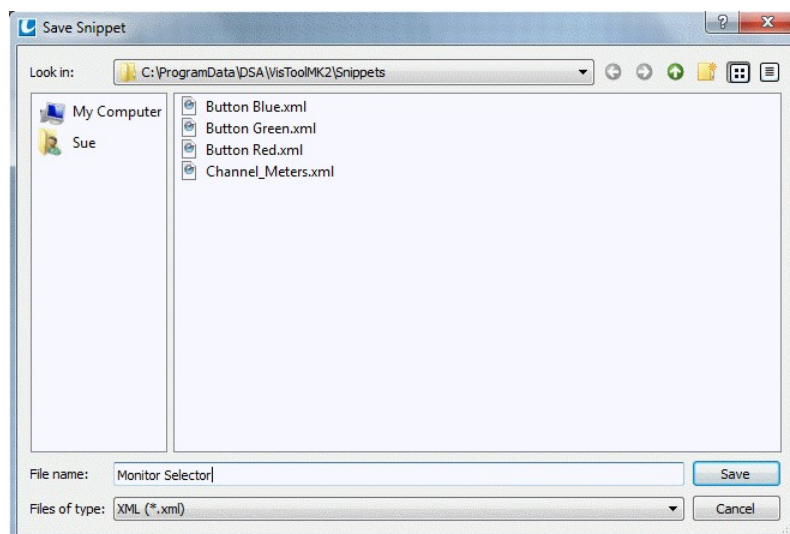 Save Snippet
?
Look in: C:\ProgramData\DSA\VisToolMK2\Snippets
My Computer
Sue
Button Blue.xml
Button Green.xml
Button Red.xml
Channel_Meters.xml
File name: Monitor Selector Save
Files of type: XML (*.xml) Cancel